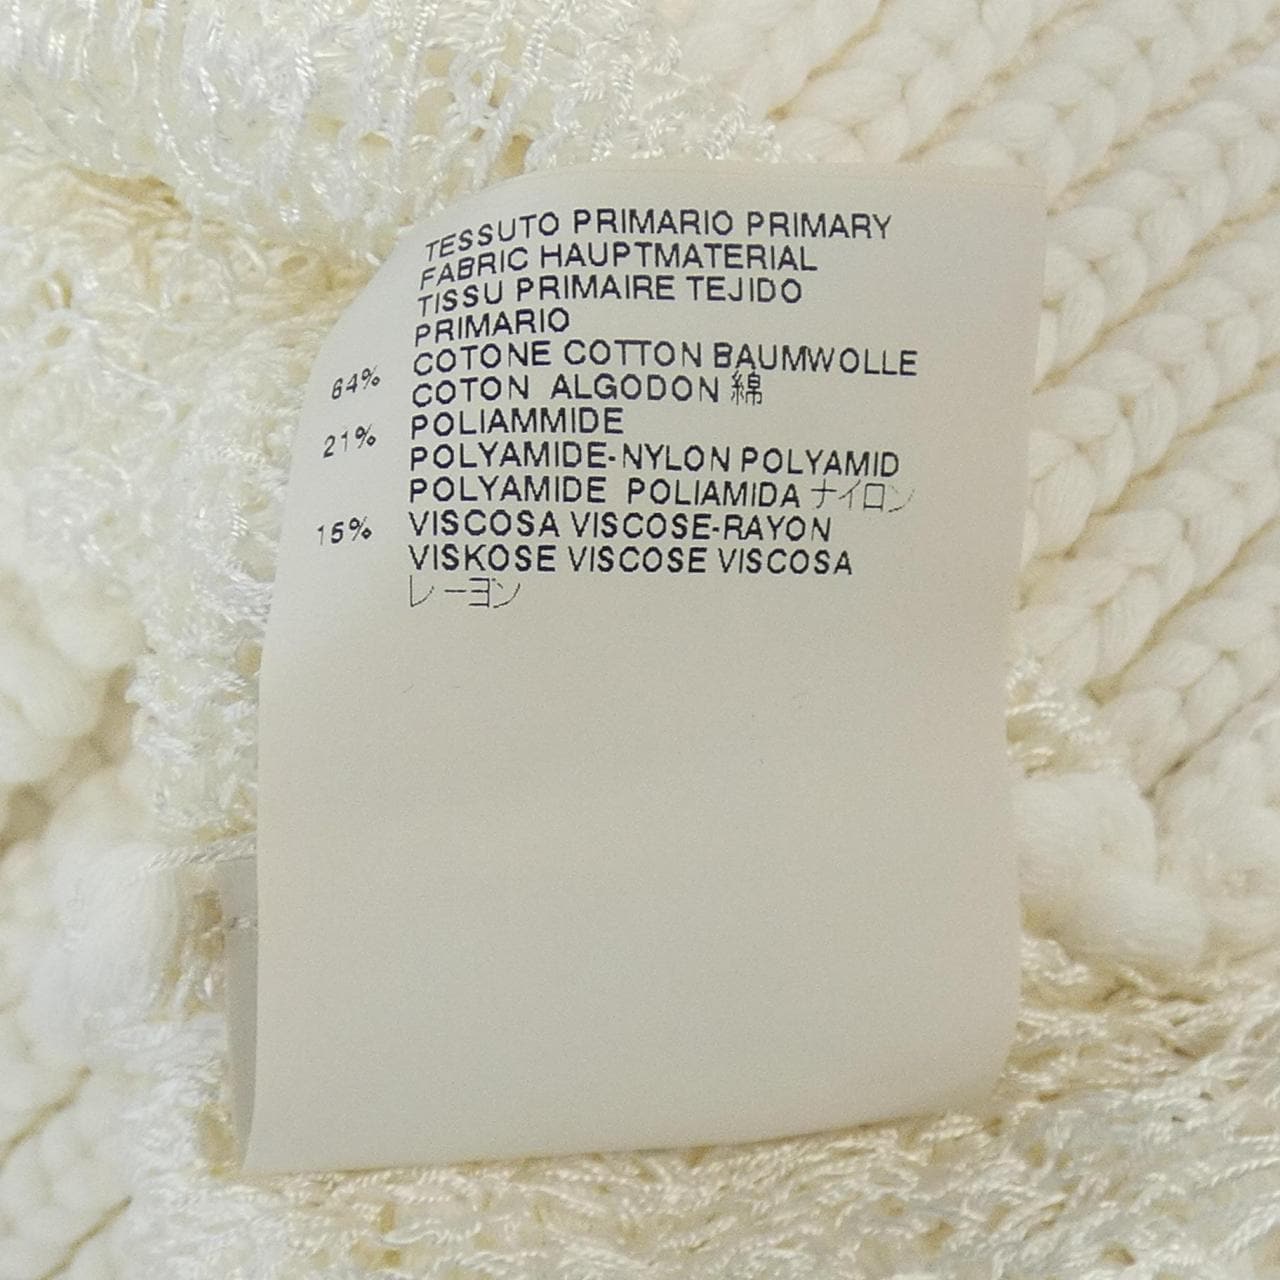 TESSUTO PRIMARIO PRIMARY
FABRIC HAUPTMATERIAL
TISSU PRIMAIRE TEJIDO
PRIMARIO
64% COTONE COTTON BAUMWOLLE
COTON ALGODON 綿
21% POLIAMMIDE
POLYAMIDE-NYLON POLYAMID
POLYAMIDE POLIAMIDA ナイロン
15% VISCOSA VISCOSE-RAYON
VISKOSE VISCOSE VISCOSA
レーヨン